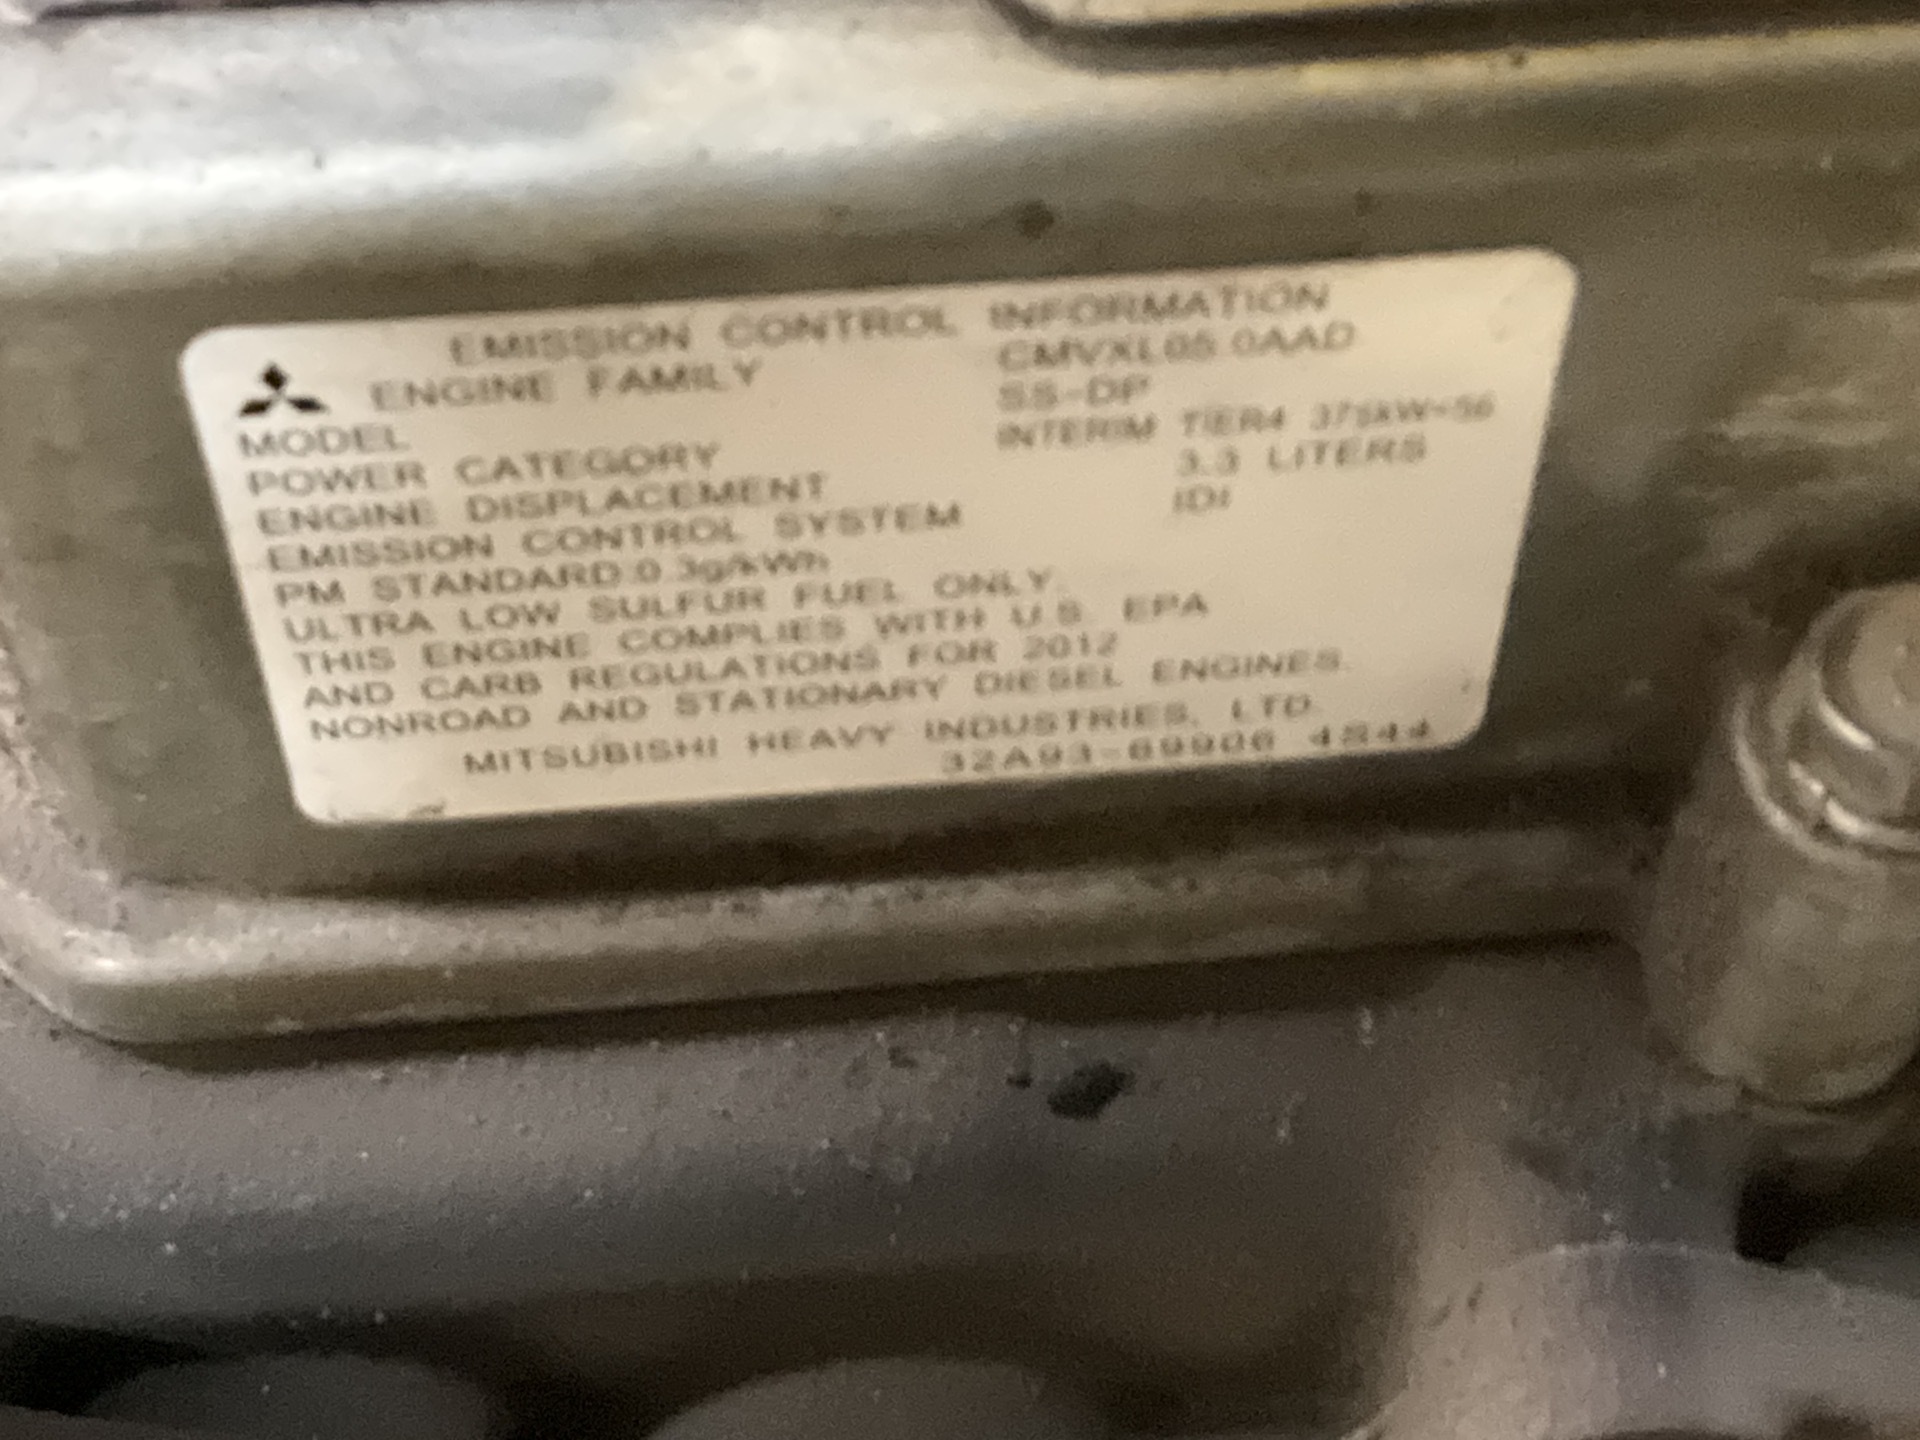 EMISSION CONTROL INFORMATION
ENGINE FAMILY CMVXL05.0AAD
MODEL SS-DP
POWER CATEGORY INTERIM TIER4
ENGINE DISPLACEMENT 3.3 LITERS
EMISSION CONTROL SYSTEM IDI
PM STANDARD:0.3g/kWh
ULTRA LOW SULFUR FUEL ONLY.
THIS ENGINE COMPLIES WITH U.S. EPA
AND CARB REGULATIONS FOR 2012
NONROAD AND STATIONARY DIESEL ENGINES.
MITSUBISHI HEAVY INDUSTRIES, LTD.